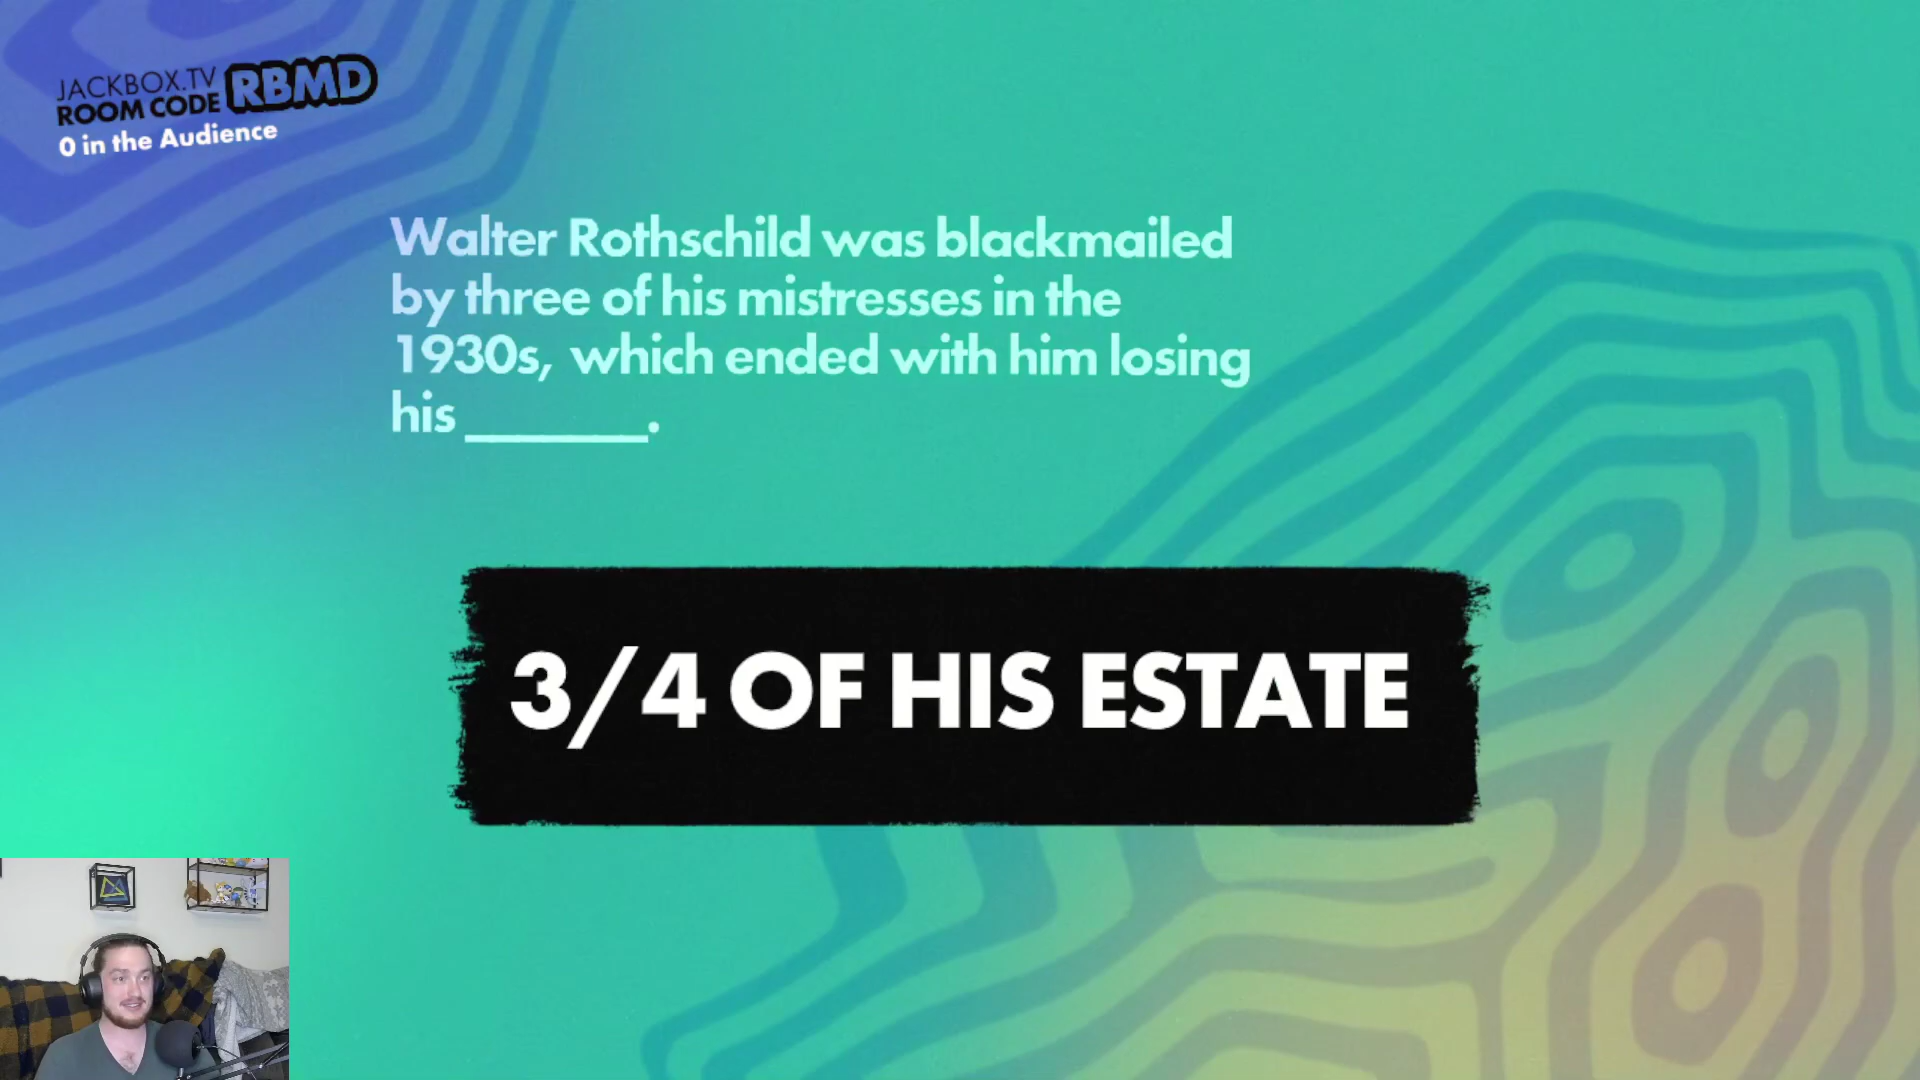 JACKBOX.TV
ROOM CODE RBMD
0 in the Audience
Walter Rothschild was blackmailed
by three of his mistresses in the
1930s, which ended with him losing
his ______.
3/4 OF HIS ESTATE